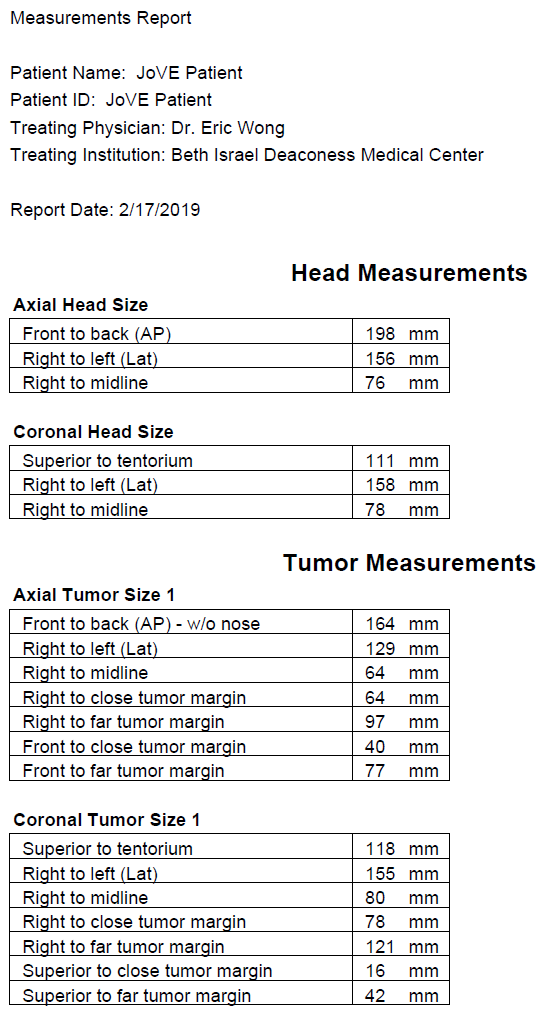 Measurements Report
Patient Name: JoVE Patient
Patient ID: JoVE Patient
Treating Physician: Dr. Eric Wong
Treating Institution: Beth Israel Deaconess Medical Center
Report Date: 2/17/2019
Head Measurements
Axial Head Size
Front to back (AP) 198 mm
Right to left (Lat) 156 mm
Right to midline 76 mm
Coronal Head Size
Superior to tentorium 111 mm
Right to left (Lat) 158 mm
Right to midline 78 mm
Tumor Measurements
Axial Tumor Size 1
Front to back (AP) - w/o nose 164 mm
Right to left (Lat) 129 mm
Right to midline 64 mm
Right to close tumor margin 64 mm
Right to far tumor margin 97 mm
Front to close tumor margin 40 mm
Front to far tumor margin 77 mm
Coronal Tumor Size 1
Superior to tentorium 118 mm
Right to left (Lat) 155 mm
Right to midline 80 mm
Right to close tumor margin 78 mm
Right to far tumor margin 121 mm
Superior to close tumor margin 16 mm
Superior to far tumor margin 42 mm